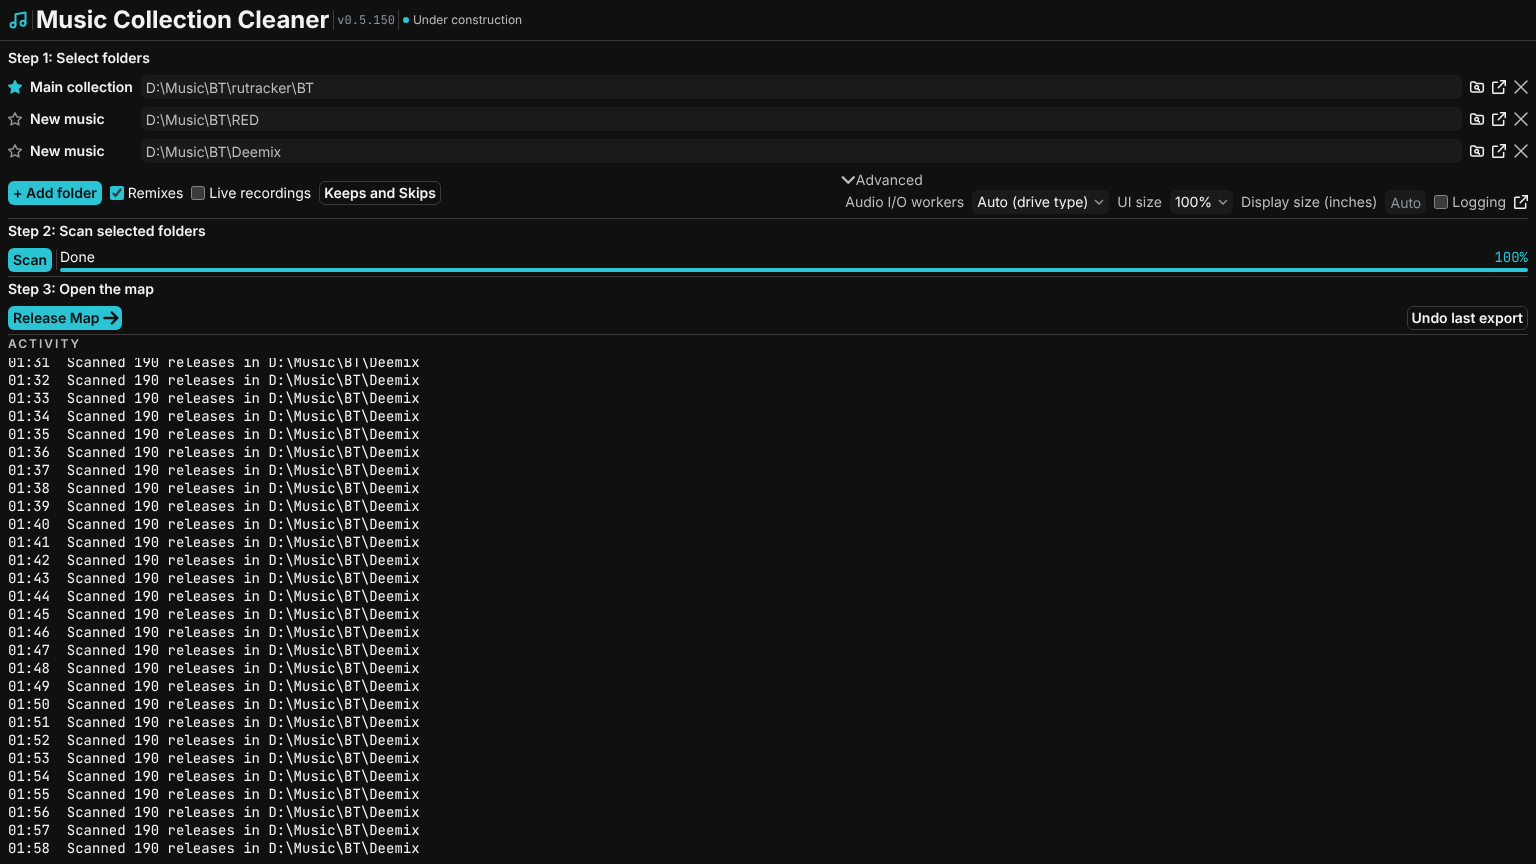 Music Collection Cleaner v0.5.150 Under construction
Step 1: Select folders
Main collection D:\Music\BT\rutracker\BT
New music D:\Music\BT\RED
New music D:\Music\BT\Deemix
Advanced
+ Add folder Remixes Live recordings Keeps and Skips Audio I/O workers Auto (drive type) UI size 100% Display size (inches) Auto Logging
Step 2: Scan selected folders
Scan Done 100%
Step 3: Open the map
Release Map Undo last export
ACTIVITY
01:31 Scanned 190 releases in D:\Music\BT\Deemix
01:32 Scanned 190 releases in D:\Music\BT\Deemix
01:33 Scanned 190 releases in D:\Music\BT\Deemix
01:34 Scanned 190 releases in D:\Music\BT\Deemix
01:35 Scanned 190 releases in D:\Music\BT\Deemix
01:36 Scanned 190 releases in D:\Music\BT\Deemix
01:37 Scanned 190 releases in D:\Music\BT\Deemix
01:38 Scanned 190 releases in D:\Music\BT\Deemix
01:39 Scanned 190 releases in D:\Music\BT\Deemix
01:40 Scanned 190 releases in D:\Music\BT\Deemix
01:41 Scanned 190 releases in D:\Music\BT\Deemix
01:42 Scanned 190 releases in D:\Music\BT\Deemix
01:43 Scanned 190 releases in D:\Music\BT\Deemix
01:44 Scanned 190 releases in D:\Music\BT\Deemix
01:45 Scanned 190 releases in D:\Music\BT\Deemix
01:46 Scanned 190 releases in D:\Music\BT\Deemix
01:47 Scanned 190 releases in D:\Music\BT\Deemix
01:48 Scanned 190 releases in D:\Music\BT\Deemix
01:49 Scanned 190 releases in D:\Music\BT\Deemix
01:50 Scanned 190 releases in D:\Music\BT\Deemix
01:51 Scanned 190 releases in D:\Music\BT\Deemix
01:52 Scanned 190 releases in D:\Music\BT\Deemix
01:53 Scanned 190 releases in D:\Music\BT\Deemix
01:54 Scanned 190 releases in D:\Music\BT\Deemix
01:55 Scanned 190 releases in D:\Music\BT\Deemix
01:56 Scanned 190 releases in D:\Music\BT\Deemix
01:57 Scanned 190 releases in D:\Music\BT\Deemix
01:58 Scanned 190 releases in D:\Music\BT\Deemix